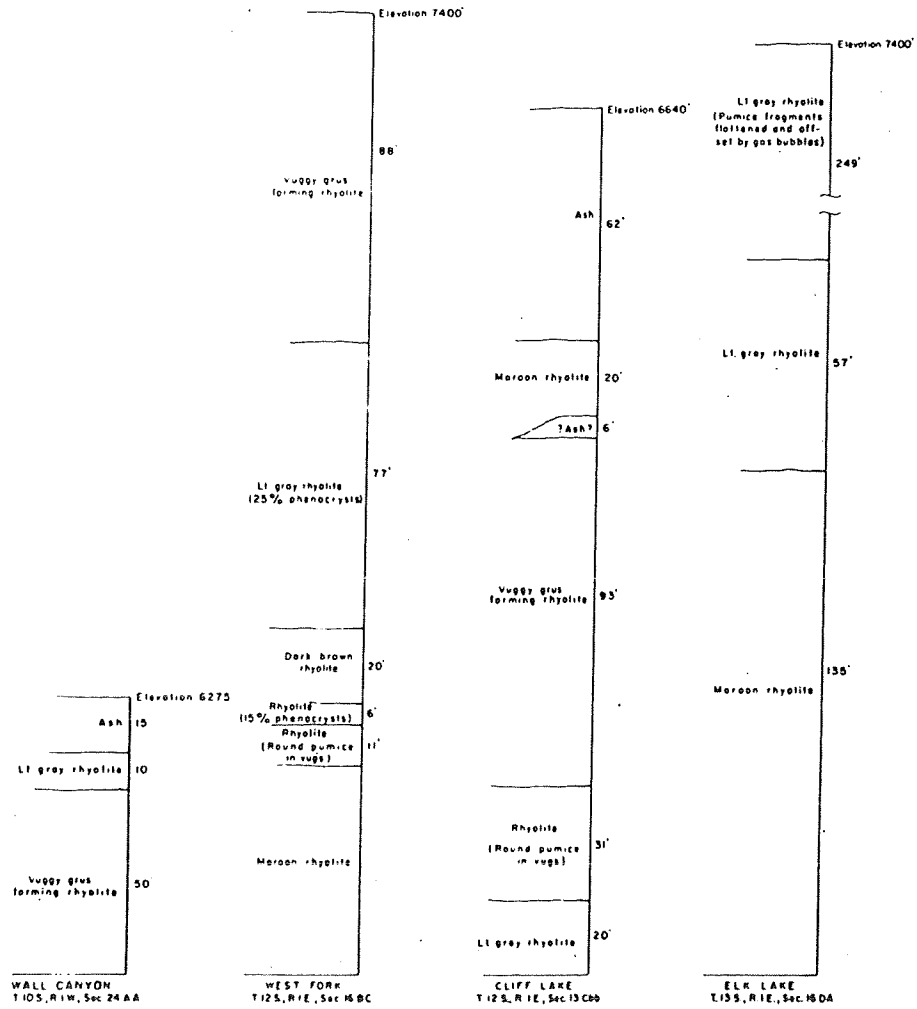 Elevation 7400'
88'
Vuggy grus
forming rhyolite
77'
Lt gray rhyolite
(25% phenocrysts)
Dark brown
rhyolite
20'
Rhyolite
(15% phenocrysts)
6'
Rhyolite
(Round pumice
in vugs)
11'
Maroon rhyolite
WEST FORK
T12S, R1E, Sec 16 BC
Elevation 6275
Ash
15
Lt gray rhyolite
10
Vuggy grus
forming rhyolite
50'
WALL CANYON
T10S, R1W, Sec 24 AA
Elevation 6640'
Ash
62'
Maroon rhyolite
20'
?Ash?
6'
Vuggy grus
forming rhyolite
93'
Rhyolite
(Round pumice
in vugs)
31'
Lt gray rhyolite
20'
CLIFF LAKE
T12S, R1E, Sec. 13 Cbb
Elevation 7400'
Lt gray rhyolite
(Pumice fragments
flattened and off-
set by gas bubbles)
249'
Lt. gray rhyolite
57'
Maroon rhyolite
135'
ELK LAKE
T.13S, R.1E., Sec. 16 DA